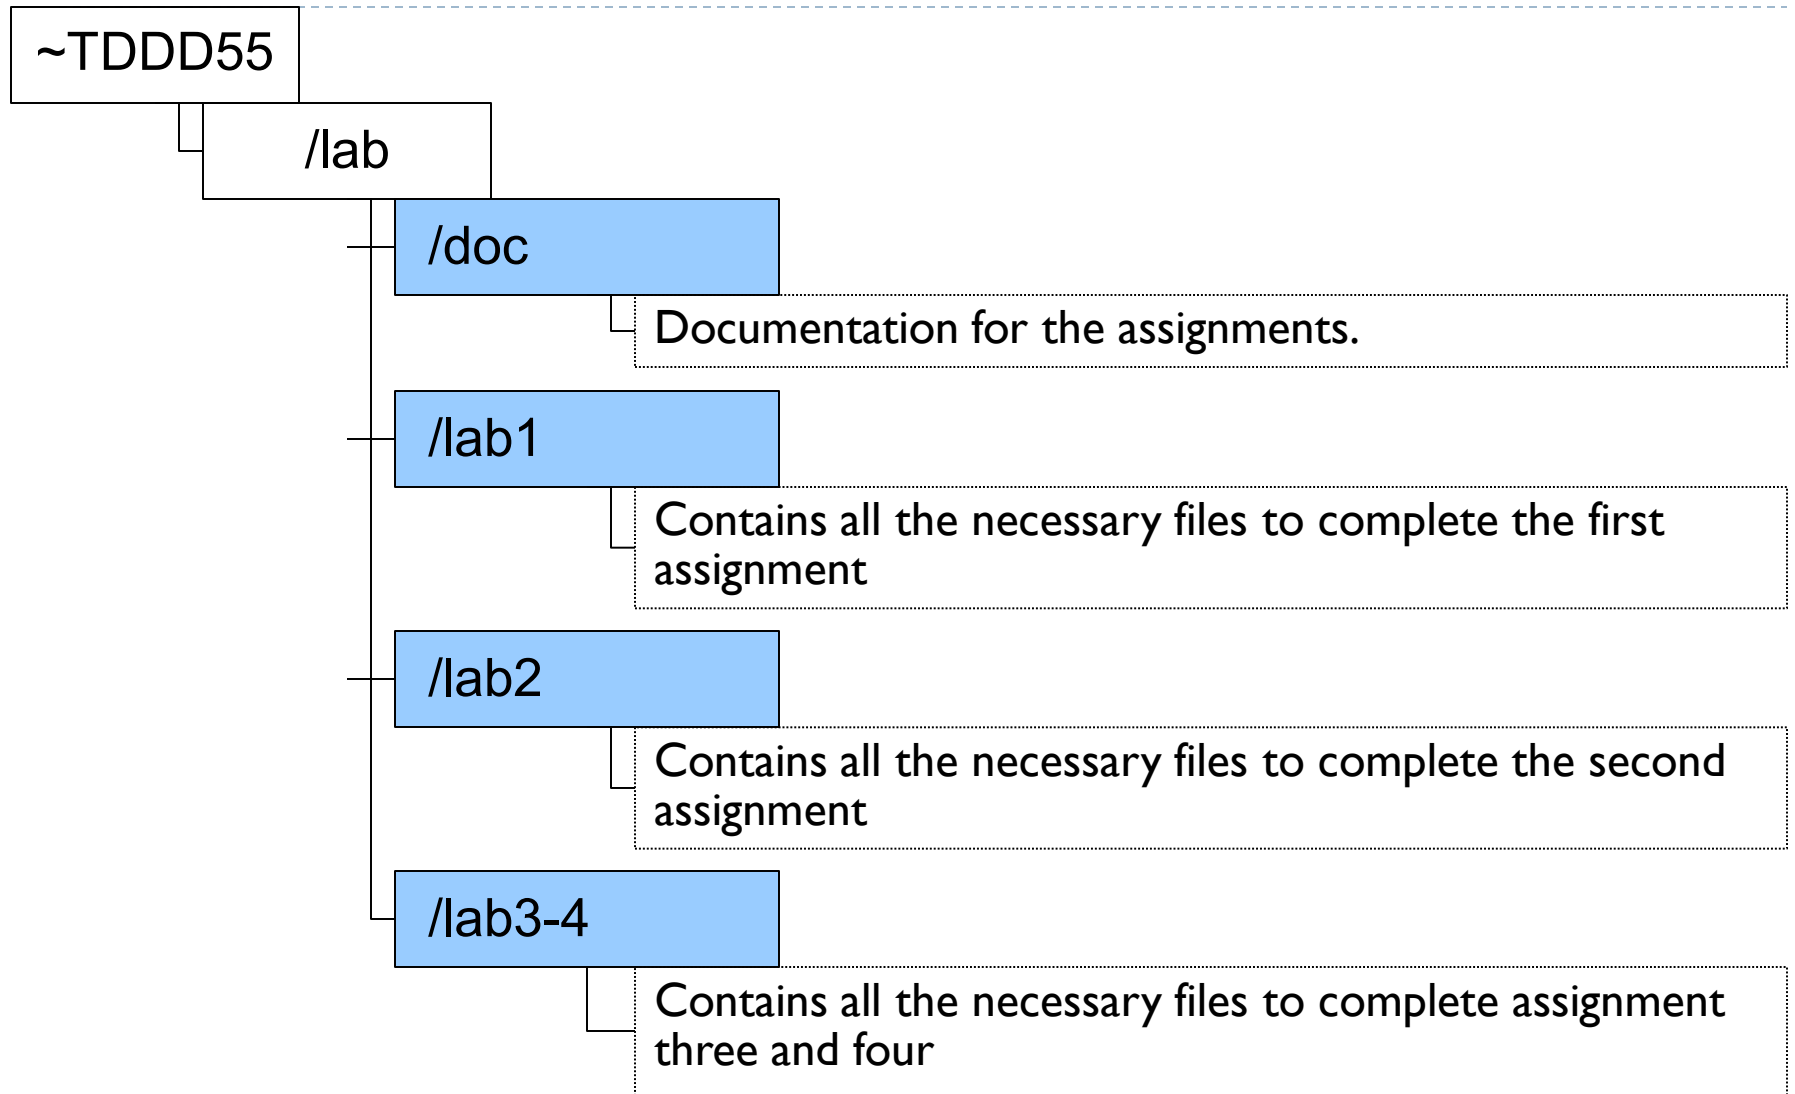 ~TDDD55
/lab
/doc
Documentation for the assignments.
/lab1
Contains all the necessary files to complete the first
assignment
/lab2
Contains all the necessary files to complete the second
assignment
/lab3-4
Contains all the necessary files to complete assignment
three and four